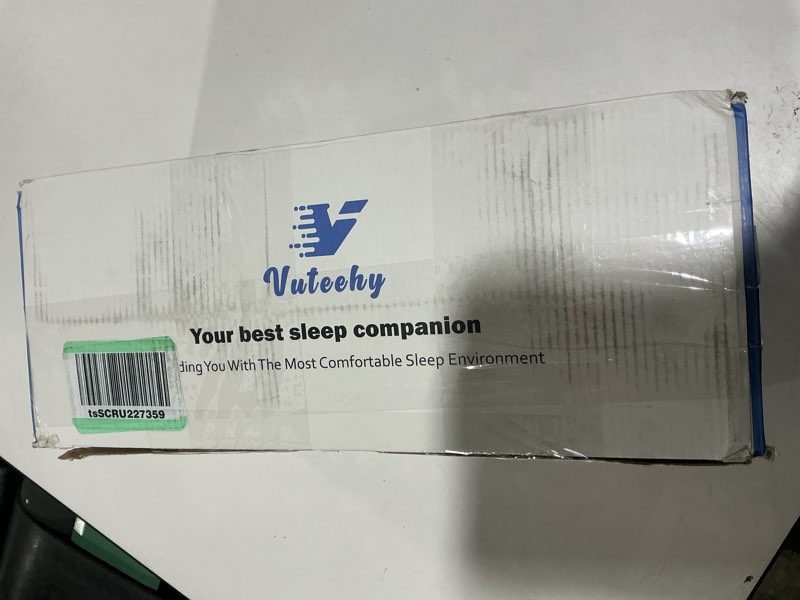 Vuteehy
Your best sleep companion
ding You With The Most Comfortable Sleep Environment
tsSCRU227359